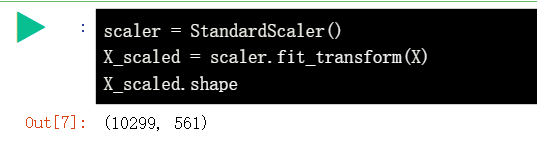 :
scaler = StandardScaler()
X_scaled = scaler.fit_transform(X)
X_scaled.shape
Out[7]: (10299, 561)